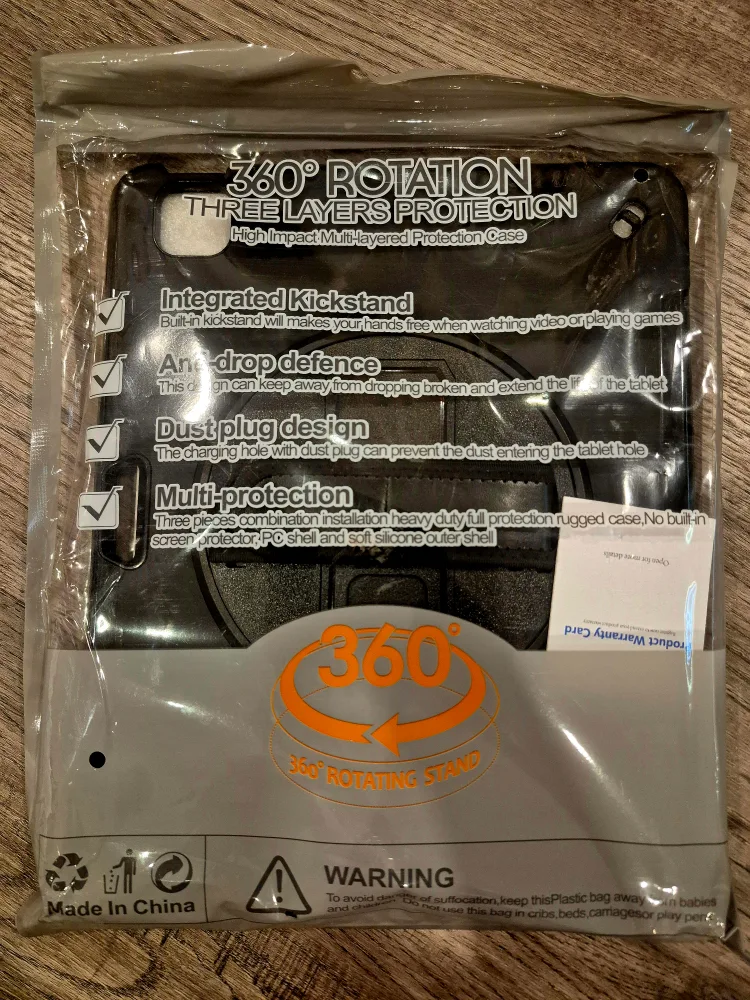 360° ROTATION
THREE LAYERS PROTECTION
High Impact Multi-layered Protection Case
Integrated Kickstand
Built-in kickstand will makes your hands free when watching video or playing games
Anti-drop defence
This design can keep away from dropping broken and extend the life of the tablet
Dust plug design
The charging hole with dust plug can prevent the dust entering the tablet hole
Multi-protection
Three pieces combination installation heavy duty full protection rugged case,No built-in
screen protector, PC shell and soft silicone outer shell
Open for more details
Product Warranty Card
360°
360° ROTATING STAND
Made In China
WARNING
To avoid danger of suffocation,keep thisPlastic bag away from babies
and children Do not use this bag in cribs,beds,carriagesor play pens